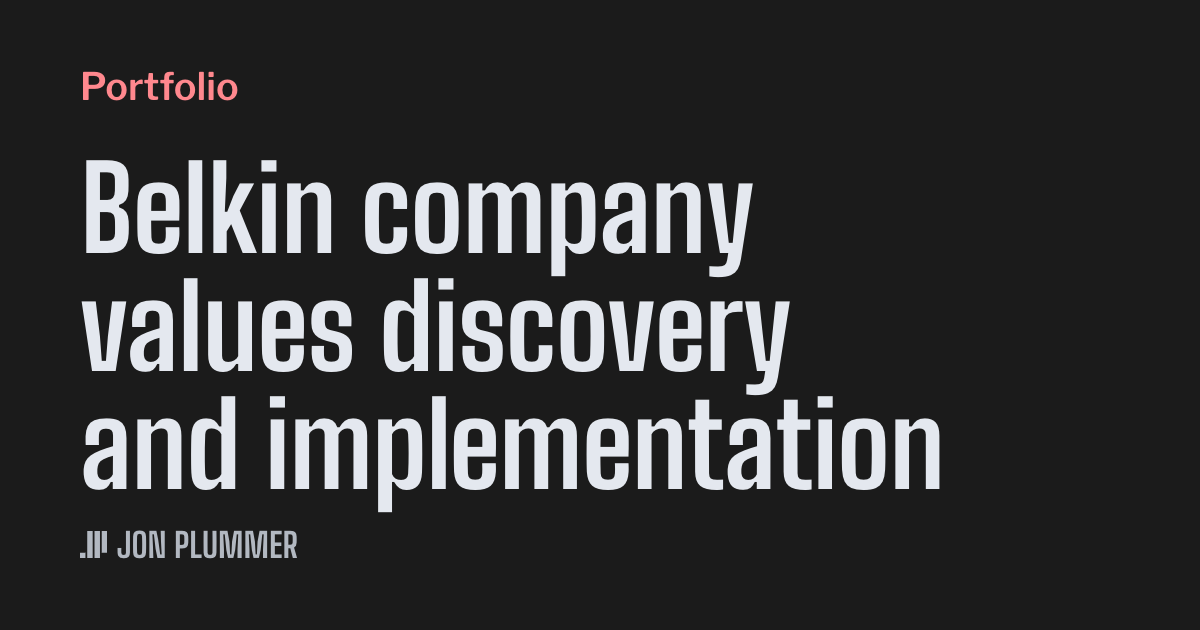 Portfolio
Belkin company
values discovery
and implementation
JON PLUMMER